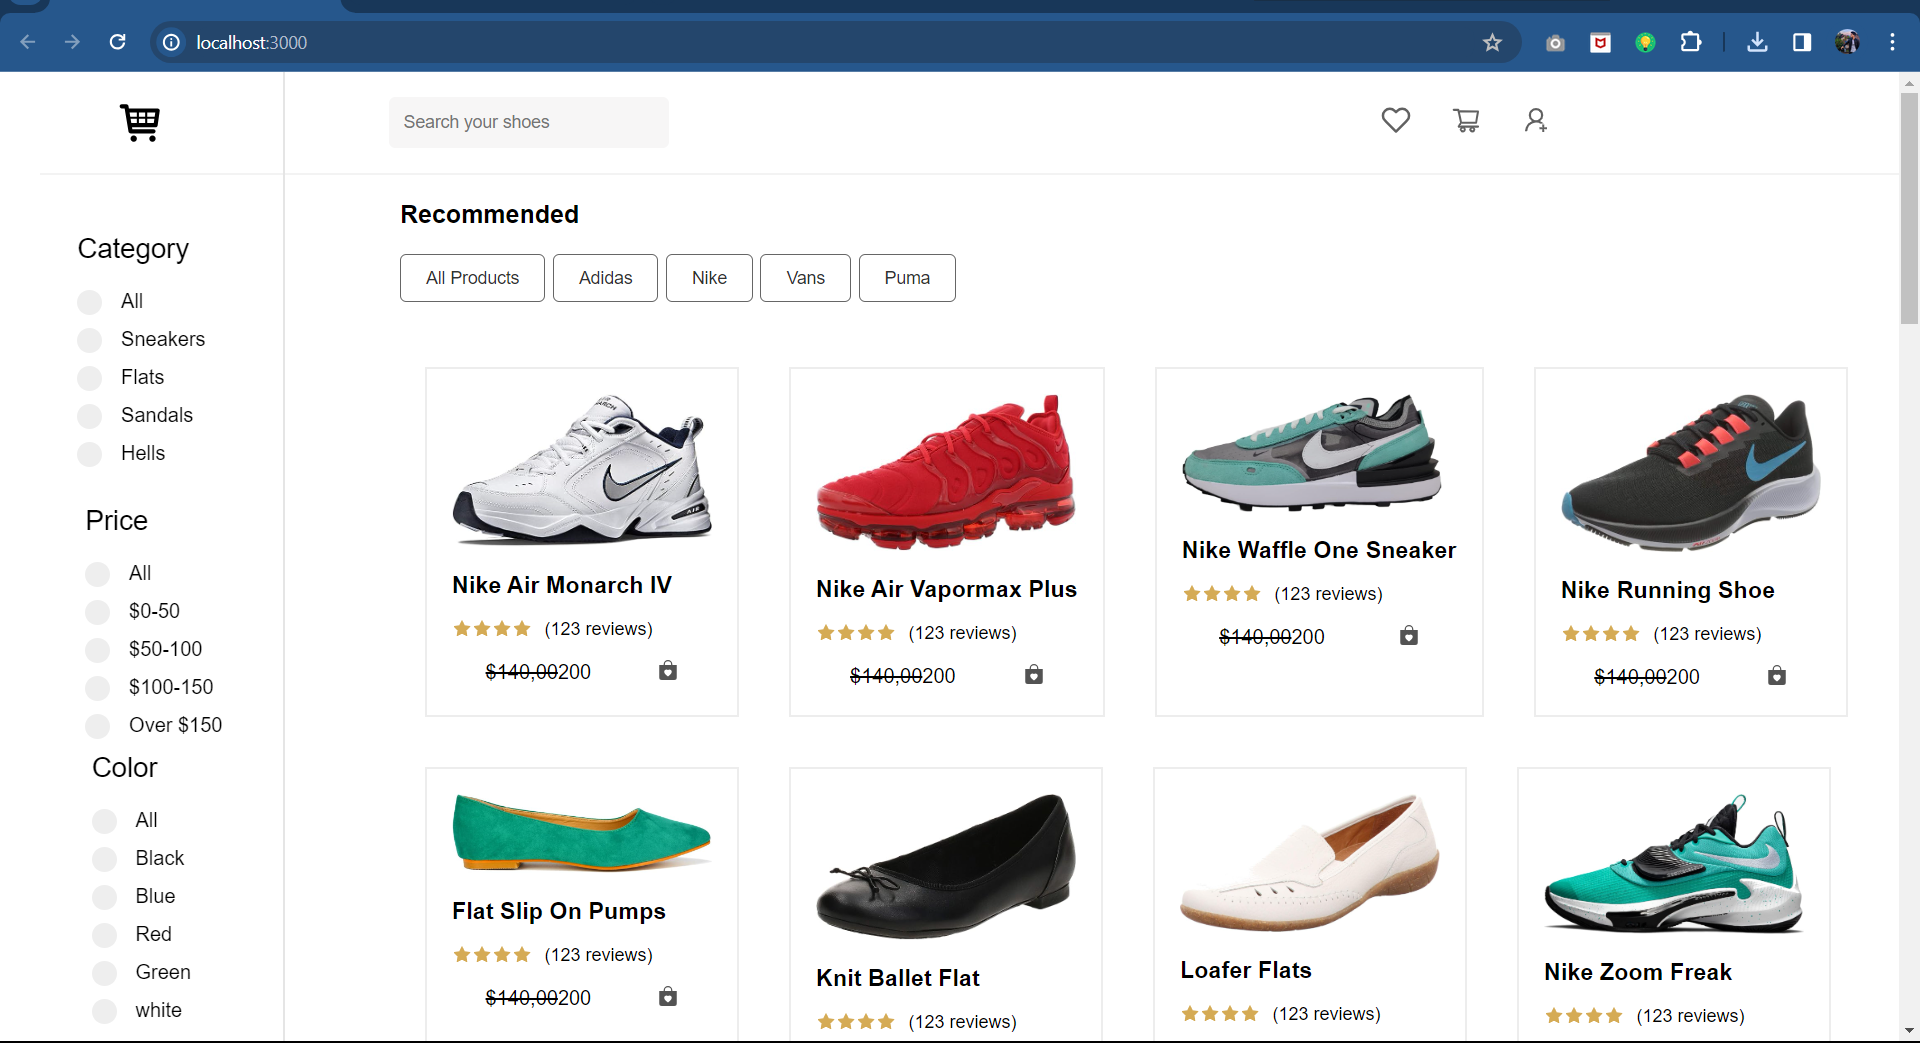 localhost:3000
Search your shoes
Recommended
All Products
Adidas
Nike
Vans
Puma
Category
All
Sneakers
Flats
Sandals
Hells
Price
All
$0-50
$50-100
$100-150
Over $150
Color
All
Black
Blue
Red
Green
white
Nike Air Monarch IV
(123 reviews)
$140,00200
Nike Air Vapormax Plus
(123 reviews)
$140,00200
Nike Waffle One Sneaker
(123 reviews)
$140,00200
Nike Running Shoe
(123 reviews)
$140,00200
Flat Slip On Pumps
(123 reviews)
$140,00200
Knit Ballet Flat
(123 reviews)
Loafer Flats
(123 reviews)
Nike Zoom Freak
(123 reviews)